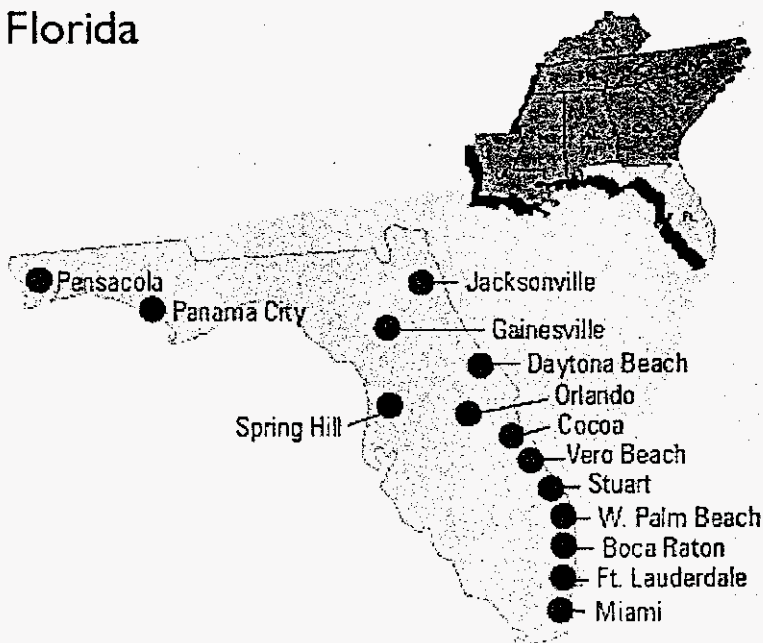 Florida
FL
Pensacola
Panama City
Jacksonville
Gainesville
Daytona Beach
Orlando
Spring Hill
Cocoa
Vero Beach
Stuart
W. Palm Beach
Boca Raton
Ft. Lauderdale
Miami